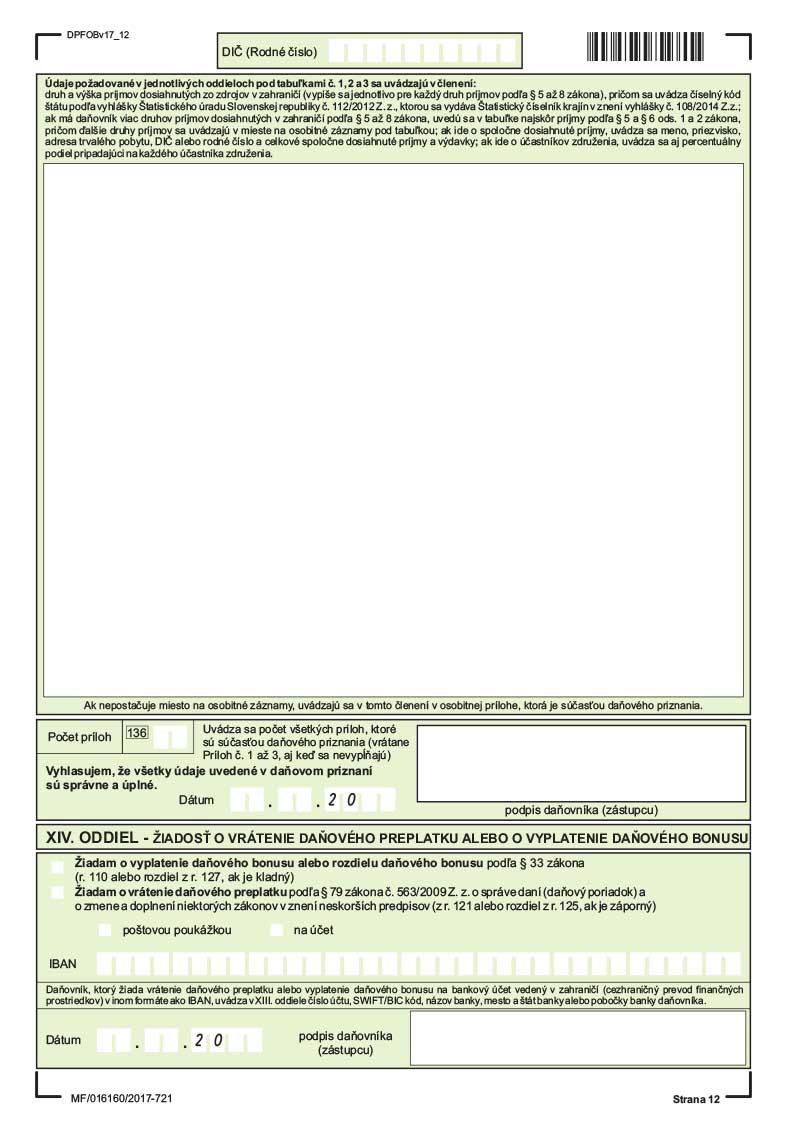 DPFOBv17_12
DIČ (Rodné číslo)
Údaje požadované v jednotlivých oddieloch pod tabuľkami č. 1, 2 a 3 sa uvádzajú v členení:
druh a výška príjmov dosiahnutých zo zdrojov v zahraničí (vypíše sa jednotlivo pre každý druh príjmov podľa § 5 až 8 zákona), pričom sa uvádza číselný kód
štátu podľa vyhlášky Štatistického úradu Slovenskej republiky č. 112/2012 Z. z., ktorou sa vydáva Štatistický číselník krajín v znení vyhlášky č. 108/2014 Z.z.;
ak má daňovník viac druhov príjmov dosiahnutých v zahraničí podľa § 5 až 8 zákona, uvedú sa v tabuľke najskôr príjmy podľa § 5 a § 6 ods. 1 a 2 zákona,
pričom ďalšie druhy príjmov sa uvádzajú v mieste na osobitné záznamy pod tabuľkou; ak ide o spoločne dosiahnuté príjmy, uvádza sa meno, priezvisko,
adresa trvalého pobytu, DIČ alebo rodné číslo a celkové spoločne dosiahnuté príjmy a výdavky; ak ide o účastníkov združenia, uvádza sa aj percentuálny
podiel pripadajúci na každého účastníka združenia.
Ak nepostačuje miesto na osobitné záznamy, uvádzajú sa v tomto členení v osobitnej prílohe, ktorá je súčasťou daňového priznania.
Počet príloh
136
Uvádza sa počet všetkých príloh, ktoré
sú súčasťou daňového priznania (vrátane
Príloh č. 1 až 3, aj keď sa nevypĺňajú)
Vyhlasujem, že všetky údaje uvedené v daňovom priznaní
sú správne a úplné.
Dátum . . 20
podpis daňovníka (zástupcu)
XIV. ODDIEL - ŽIADOSŤ O VRÁTENIE DAŇOVÉHO PREPLATKU ALEBO O VYPLATENIE DAŇOVÉHO BONUSU
Žiadam o vyplatenie daňového bonusu alebo rozdielu daňového bonusu podľa § 33 zákona
(r. 110 alebo rozdiel z r. 127, ak je kladný)
Žiadam o vrátenie daňového preplatku podľa § 79 zákona č. 563/2009 Z. z. o správe daní (daňový poriadok) a
o zmene a doplnení niektorých zákonov v znení neskorších predpisov (z r. 121 alebo rozdiel z r. 125, ak je záporný)
poštovou poukážkou na účet
IBAN
Daňovník, ktorý žiada vrátenie daňového preplatku alebo vyplatenie daňového bonusu na bankový účet vedený v zahraničí (cezhraničný prevod finančných
prostriedkov) v inom formáte ako IBAN, uvádza v XIII. oddiele číslo účtu, SWIFT/BIC kód, názov banky, mesto a štát banky alebo pobočky banky daňovníka.
Dátum . . 20
podpis daňovníka
(zástupcu)
MF/016160/2017-721
Strana 12